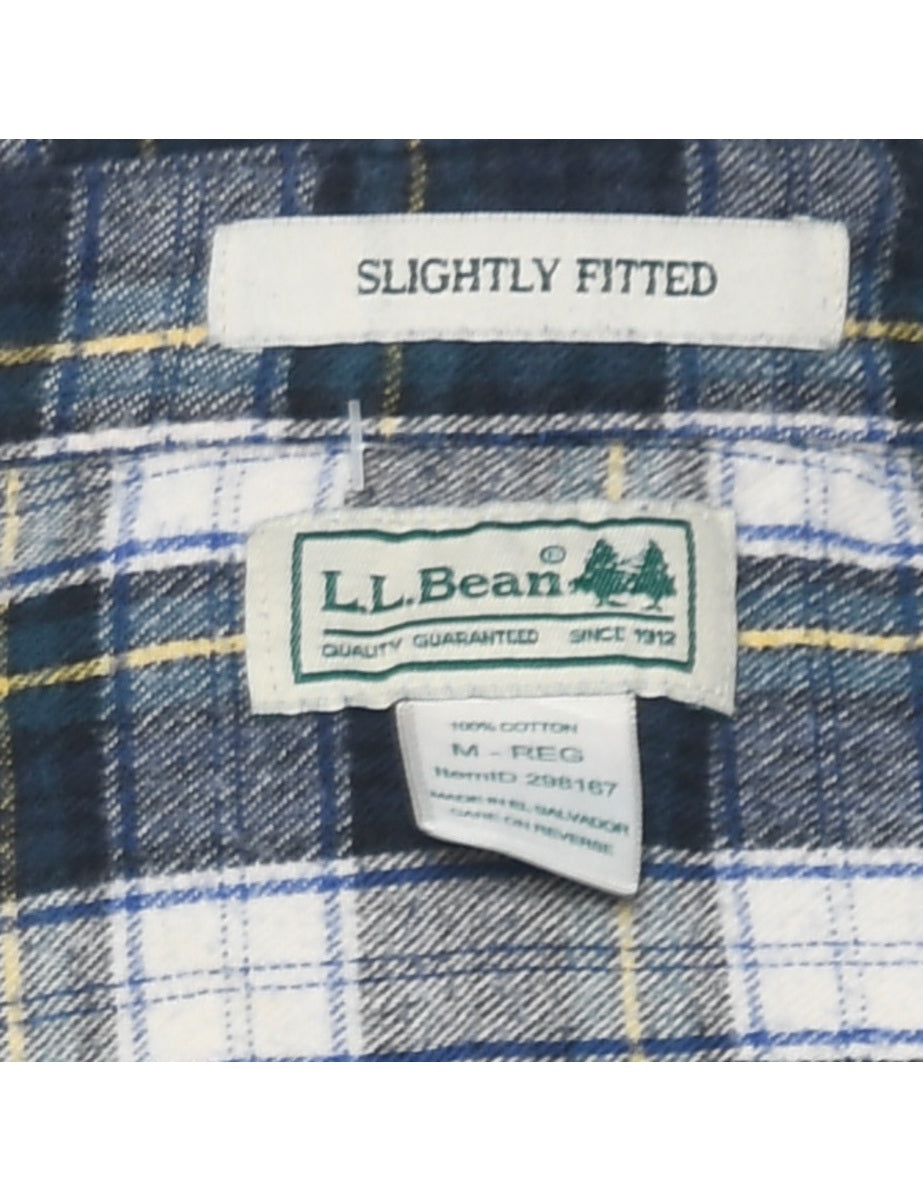 SLIGHTLY FITTED
L.L.Bean®
QUALITY GUARANTEED SINCE 1912
100% COTTON
M - REG
ItemID 298167
MADE IN EL SALVADOR
CARE ON REVERSE